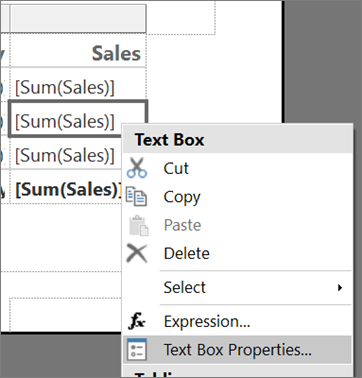 Sales
[Sum(Sales)]
[Sum(Sales)]
[Sum(Sales)]
[Sum(Sales)]
Text Box
Cut
Copy
Paste
Delete
Select
fx Expression...
Text Box Properties...